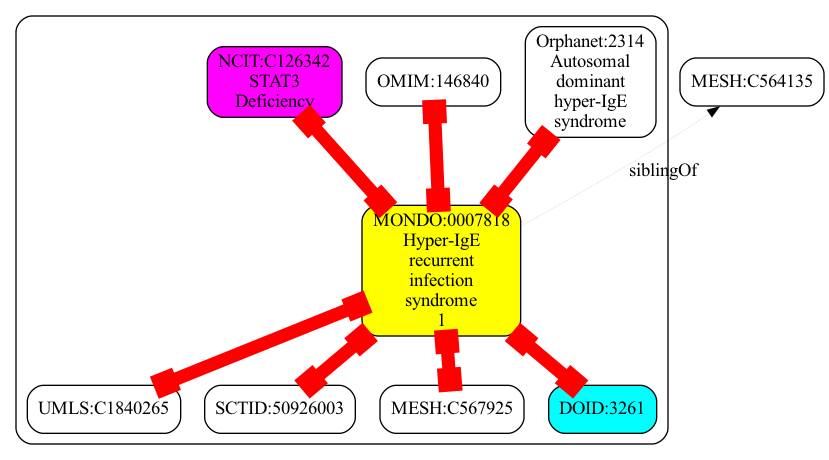 NCIT:C126342
STAT3
Deficiency
OMIM:146840
Orphanet:2314
Autosomal
dominant
hyper-IgE
syndrome
MESH:C564135
siblingOf
MONDO:0007818
Hyper-IgE
recurrent
infection
syndrome
1
UMLS:C1840265
SCTID:50926003
MESH:C567925
DOID:3261